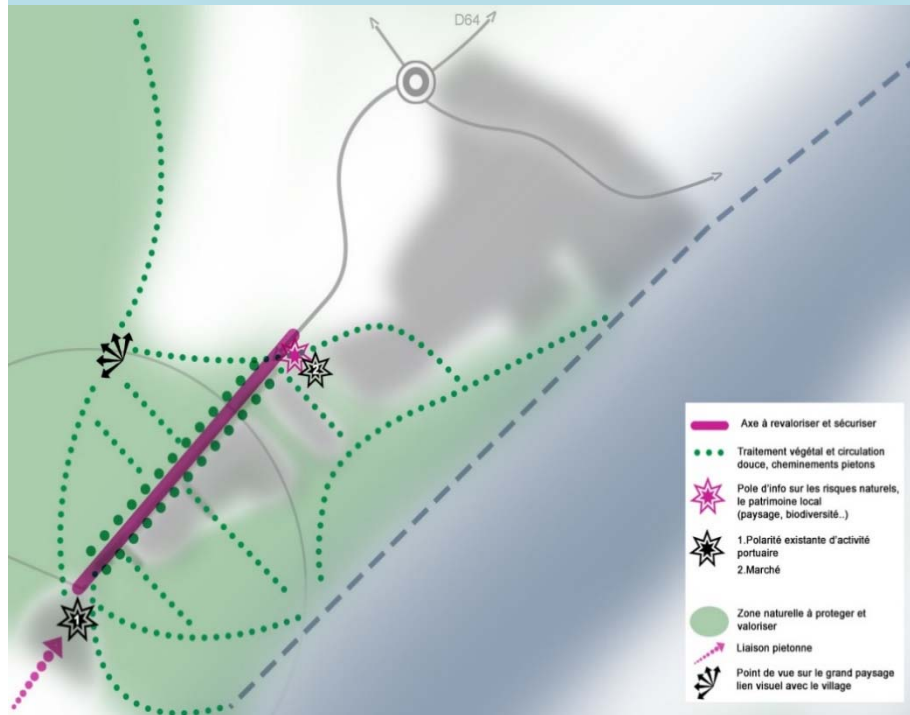 D64
2
1
Axe à revaloriser et sécuriser
Traitement végétal et circulation
douce, cheminements pietons
Pole d'info sur les risques naturels,
le patrimoine local
(paysage, biodiversité..)
1.Polarité existante d'activité
portuaire
2.Marché
Zone naturelle à proteger et
valoriser
Liaison pietonne
Point de vue sur le grand paysage
lien visuel avec le village